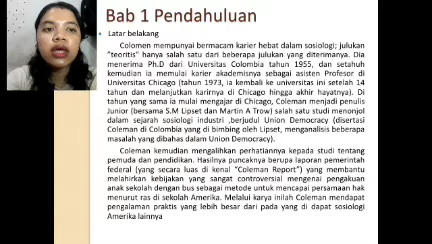 Bab 1 Pendahuluan
• Latar belakang
Colomen mempunyai bermacam karier hebat dalam sosiologi; julukan
"teoritis" hanya salah satu dari beberapa julukan yang diterimanya. Dia
menerima Ph.D dari Universitas Colombia tahun 1955, dan setahuh
kemudian ia memulai karier akademisnya sebagai asisten Profesor di
Universitas Chicago (tahun 1973, ia kembali ke universitas ini setelah 14
tahun dan melanjutkan karirnya di Chicago hingga akhir hayatnya). Di
tahun yang sama ia mulai mengajar di Chicago, Coleman menjadi penulis
Junior (bersama S.M Lipset dan Martin A Trow) salah satu studi menonjol
dalam sejarah sosiologi industri ,berjudul Union Democracy (disertasi
Coleman di Colombia yang di bimbing oleh Lipset, menganalisis beberapa
masalah yang dibahas dalam Union Democracy).
Coleman kemudian mengalihkan perhatiannya kepada studi tentang
pemuda dan pendidikan. Hasilnya puncaknya berupa laporan pemerintah
federal (yang secara luas di kenal "Coleman Report") yang membantu
melahirkan kebijakan yang sangat controversial mengenai pengakuan
anak sekolah dengan bus sebagai metode untuk mencapai persamaa hak
menurut ras di sekolah Amerika. Melalui karya inilah Coleman mendapat
pengalaman praktis yang lebih besar dari pada yang di dapat sosiologi
Amerika lainnya